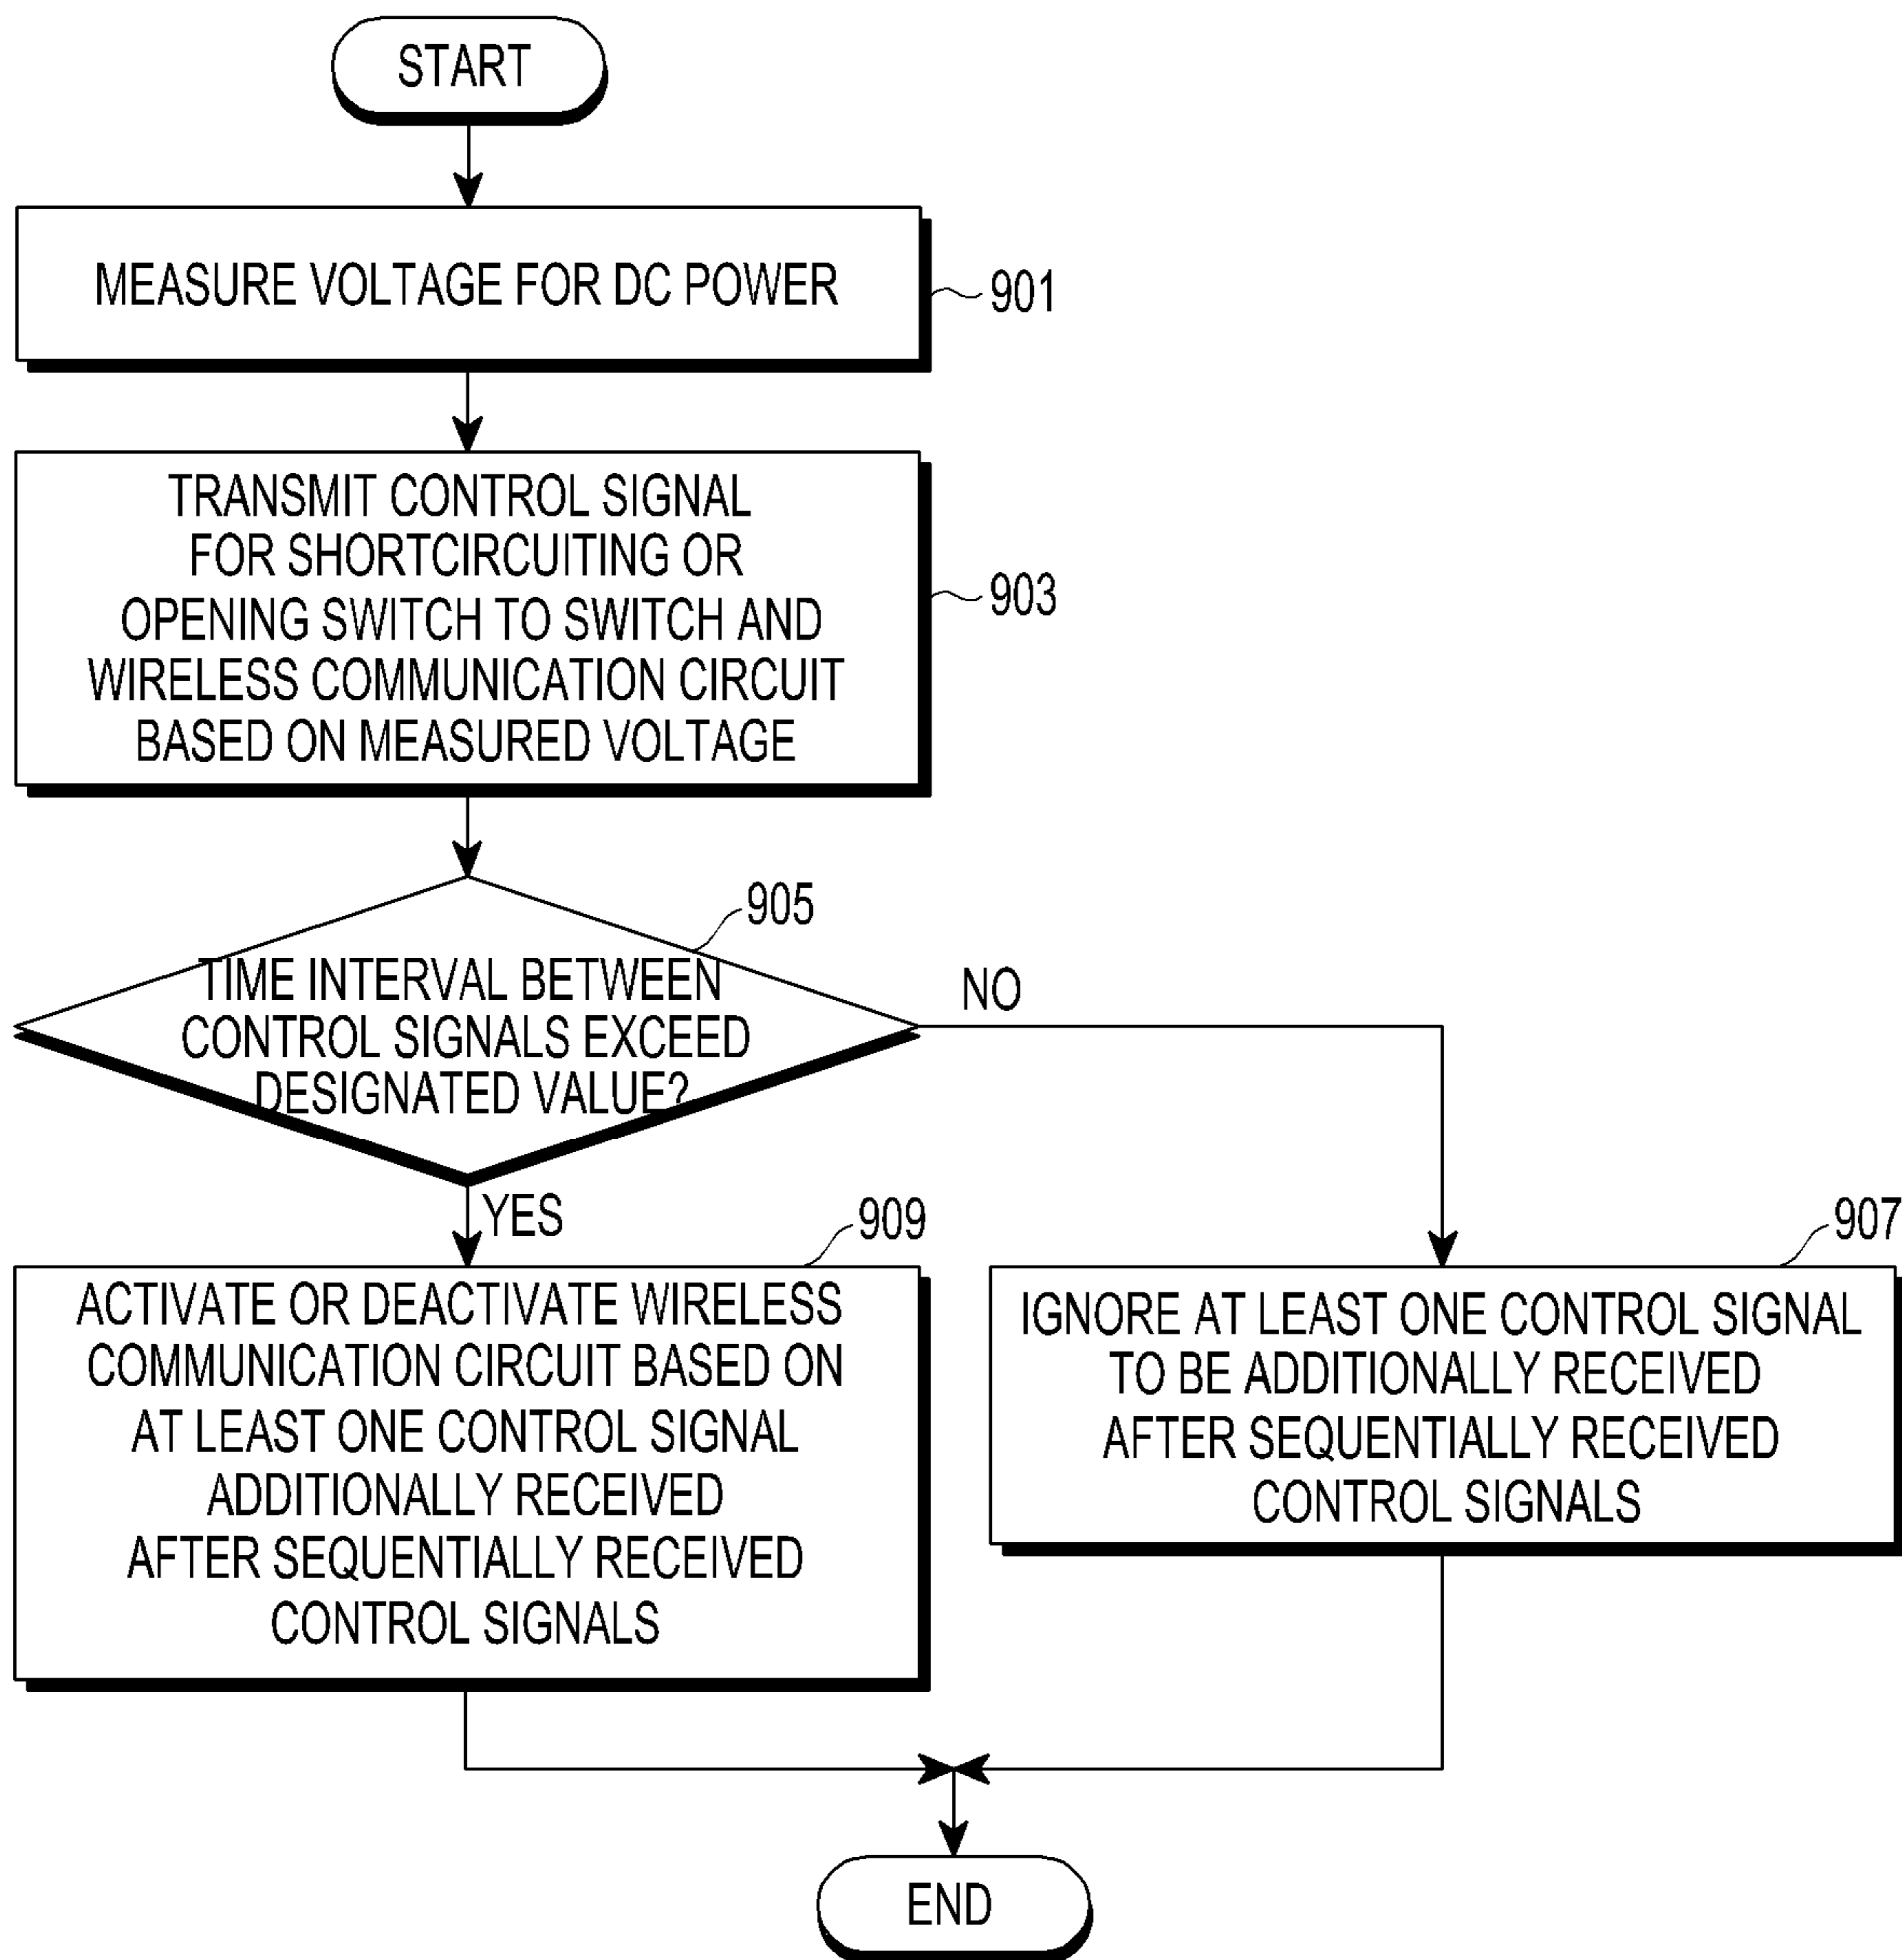 START
MEASURE VOLTAGE FOR DC POWER
901
TRANSMIT CONTROL SIGNAL
FOR SHORTCIRCUITING OR
OPENING SWITCH TO SWITCH AND
WIRELESS COMMUNICATION CIRCUIT
BASED ON MEASURED VOLTAGE
903
905
TIME INTERVAL BETWEEN
CONTROL SIGNALS EXCEED
DESIGNATED VALUE?
NO
YES
909
ACTIVATE OR DEACTIVATE WIRELESS
COMMUNICATION CIRCUIT BASED ON
AT LEAST ONE CONTROL SIGNAL
ADDITIONALLY RECEIVED
AFTER SEQUENTIALLY RECEIVED
CONTROL SIGNALS
907
IGNORE AT LEAST ONE CONTROL SIGNAL
TO BE ADDITIONALLY RECEIVED
AFTER SEQUENTIALLY RECEIVED
CONTROL SIGNALS
END